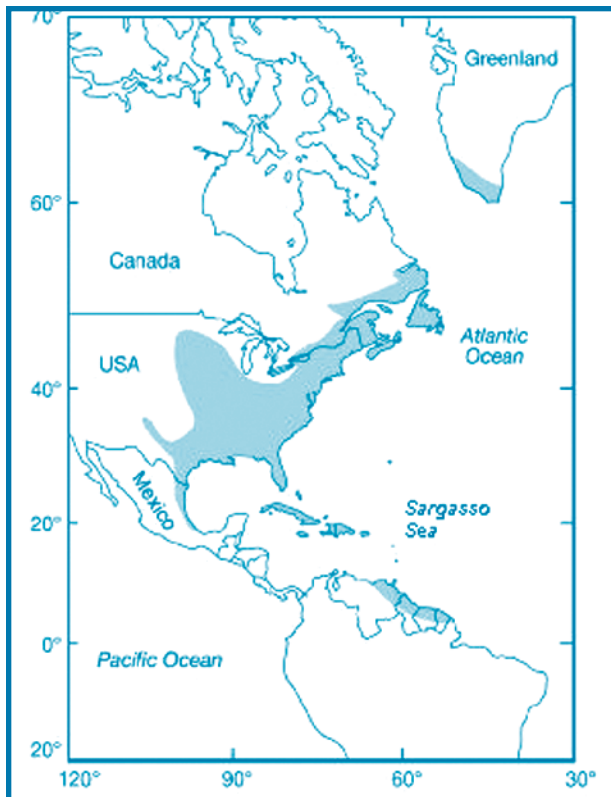 70°
Greenland
60°
Canada
Atlantic
Ocean
USA
40°
Mexico
Sargasso
Sea
20°
0°
Pacific Ocean
20°
120°
90°
60°
30°